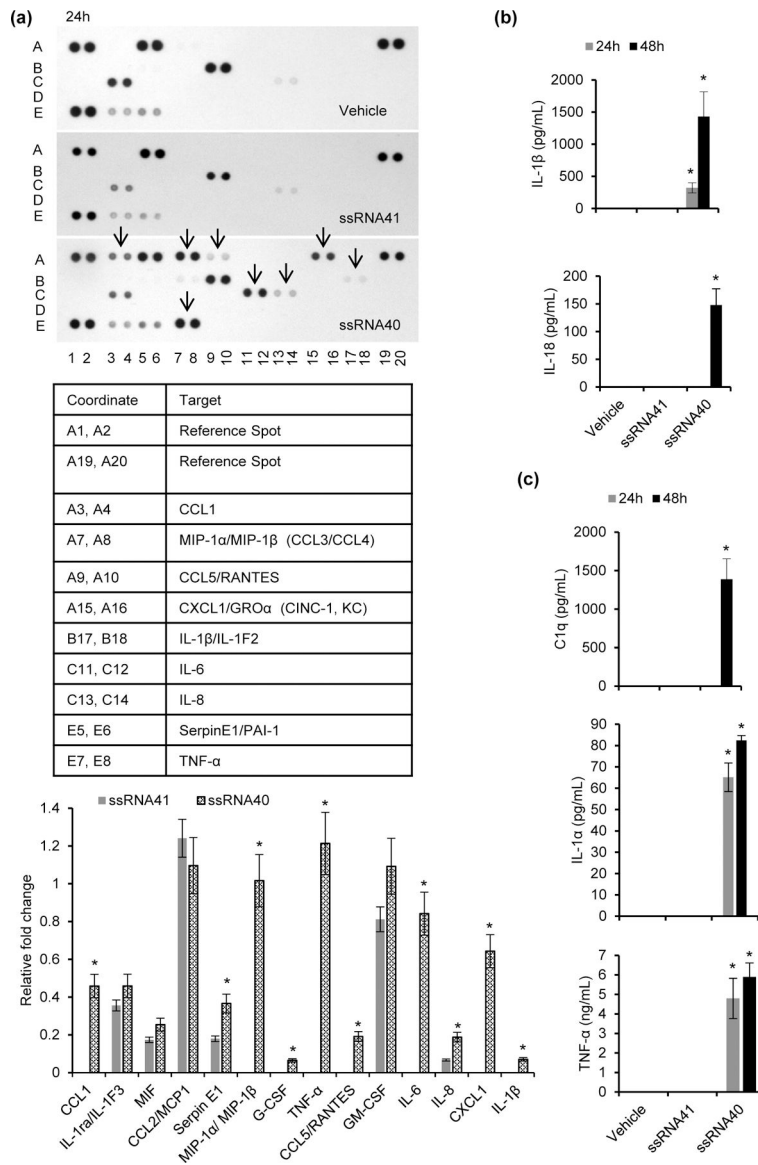 (a)
24h
A
B
C
D
E
Vehicle
A
B
C
D
E
ssRNA41
A
B
C
D
E
ssRNA40
1 2 3 4 5 6 7 8 9 10 11 12 13 14 15 16 17 18 19 20
Coordinate Target
A1, A2 Reference Spot
A19, A20 Reference Spot
A3, A4 CCL1
A7, A8 MIP-1α/MIP-1β (CCL3/CCL4)
A9, A10 CCL5/RANTES
A15, A16 CXCL1/GROα (CINC-1, KC)
B17, B18 IL-1β/IL-1F2
C11, C12 IL-6
C13, C14 IL-8
E5, E6 SerpinE1/PAI-1
E7, E8 TNF-α
ssRNA41 ssRNA40
Relative fold change
1.4
1.2
1
0.8
0.6
0.4
0.2
0
* * * * * * * * * *
CCL1
IL-1ra/IL-1F3
MIF
CCL2/MCP1
Serpin E1
MIP-1α/ MIP-1β
G-CSF
TNF-α
CCL5/RANTES
GM-CSF
IL-6
IL-8
CXCL1
IL-1β
(b)
24h 48h
IL-1β (pg/mL)
2000
1500
1000
500
0
* *
IL-18 (pg/mL)
200
150
100
50
0
*
Vehicle
ssRNA41
ssRNA40
(c)
24h 48h
C1q (pg/mL)
2000
1500
1000
500
0
*
IL-1α (pg/mL)
90
80
70
60
50
40
30
20
10
0
* *
TNF-α (ng/mL)
7
6
5
4
3
2
1
0
* *
Vehicle
ssRNA41
ssRNA40